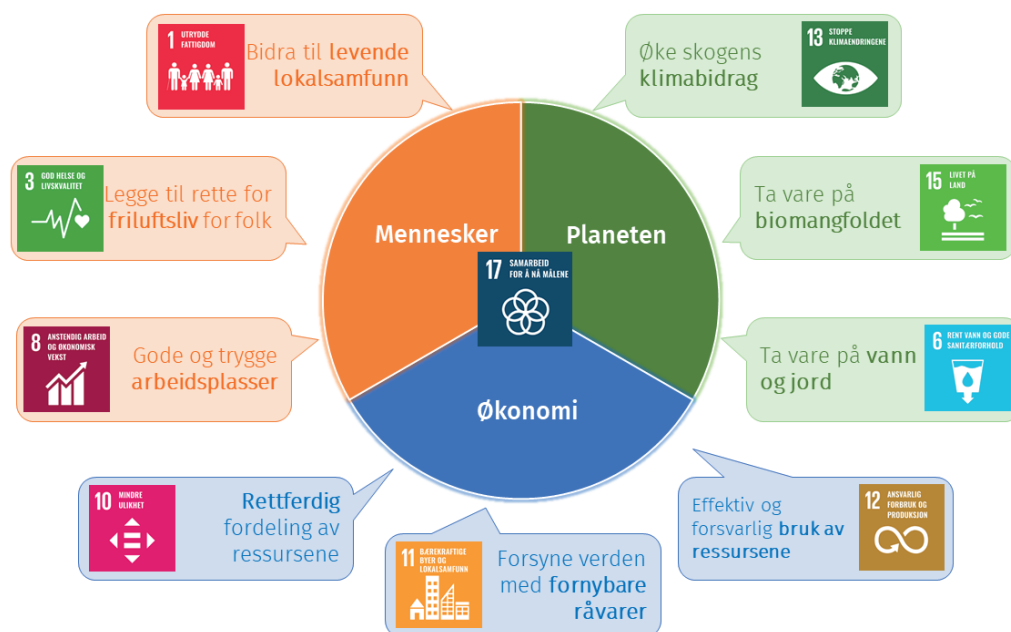 1 UTRYDDE
FATTIGDOM
Bidra til levende
lokalsamfunn
Øke skogens
klimabidrag
13 STOPPE
KLIMAENDRINGENE
3 GOD HELSE OG
LIVSKVALITET
Legge til rette for
friluftsliv for folk
Mennesker
Planeten
Ta vare på
biomangfoldet
15 LIVET PÅ
LAND
17 SAMARBEID
FOR Å NÅ MÅLENE
8 ANSTENDIG ARBEID
OG ØKONOMISK
VEKST
Gode og trygge
arbeidsplasser
Ta vare på vann
og jord
6 RENT VANN OG GODE
SANITÆRFORHOLD
Økonomi
10 MINDRE
ULIKHET
Rettferdig
fordeling av
ressursene
11 BÆREKRAFTIGE
BYER OG
LOKALSAMFUNN
Forsyne verden
med fornybare
råvarer
Effektiv og
forsvarlig bruk av
ressursene
12 ANSVARLIG
FORBRUK OG
PRODUKSJON